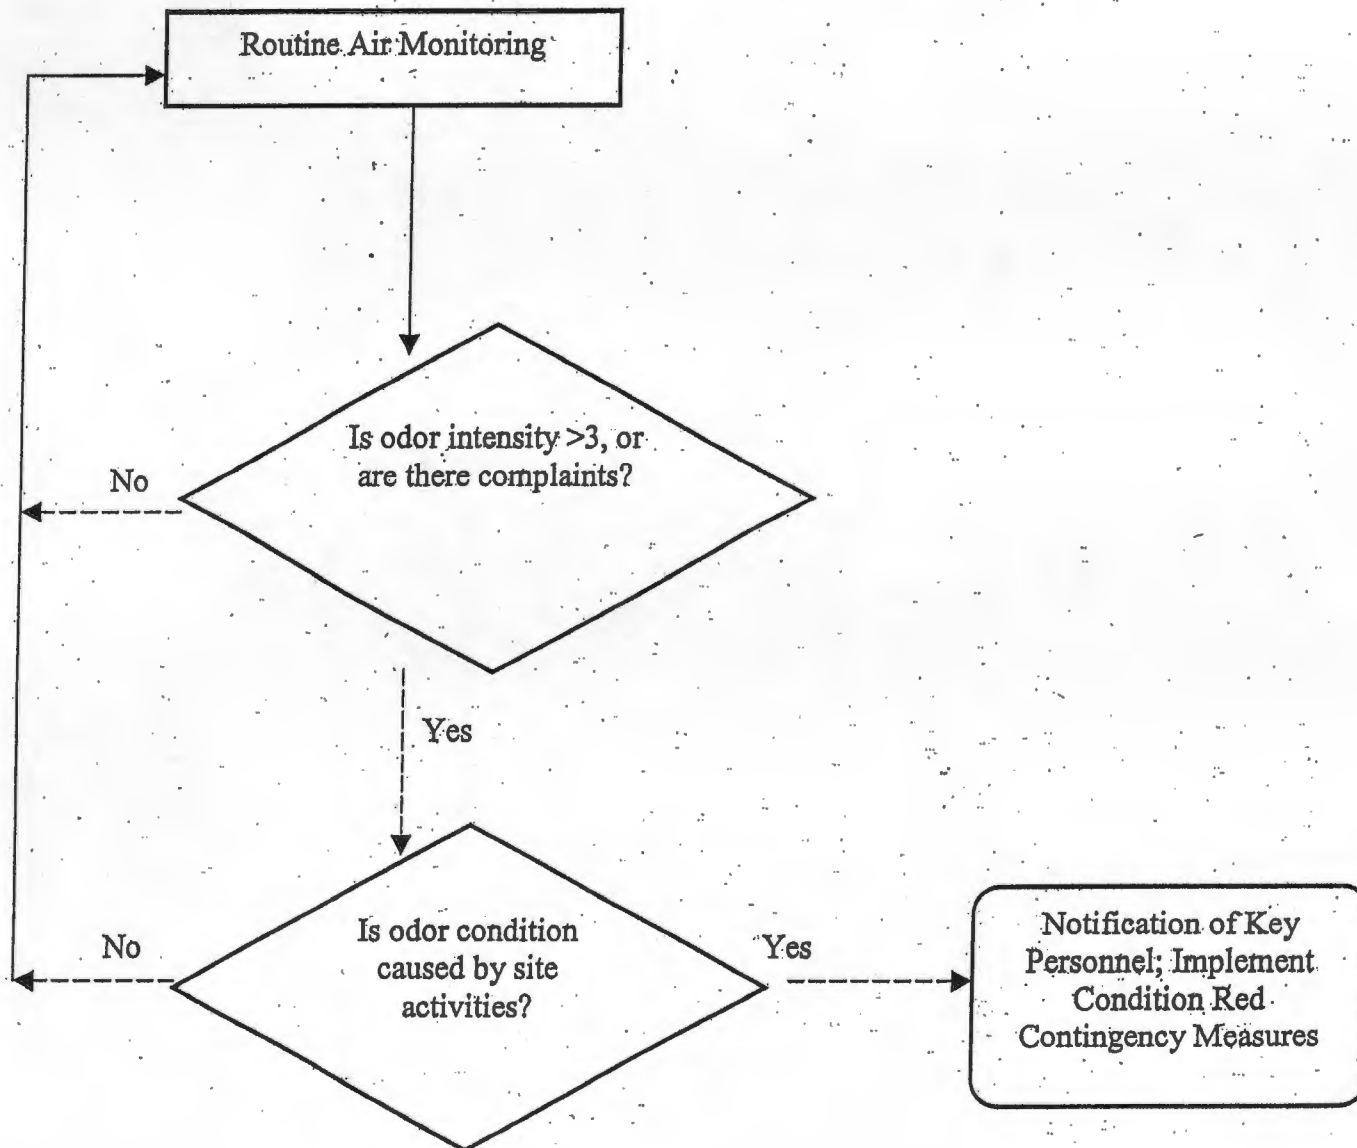 Routine Air Monitoring
Is odor intensity >3, or
are there complaints?
No
Yes
Is odor condition
caused by site
activities?
No
Yes
Notification of Key
Personnel; Implement
Condition Red
Contingency Measures